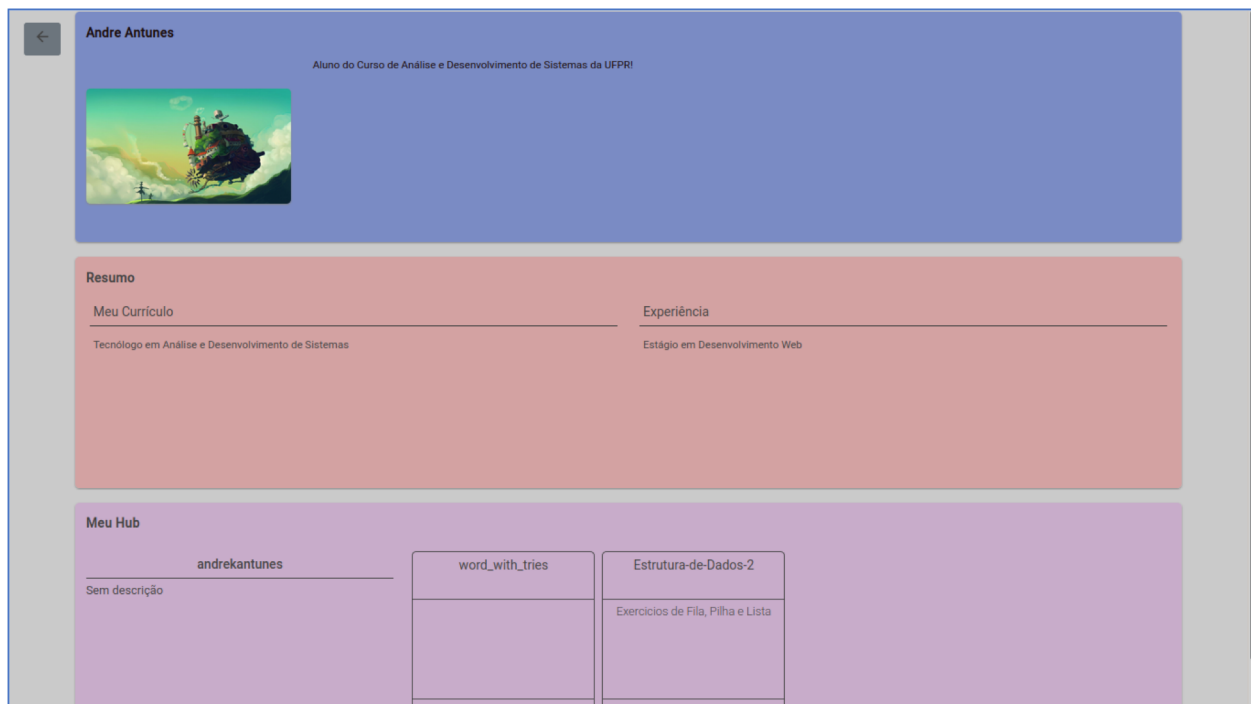 Andre Antunes
Aluno do Curso de Análise e Desenvolvimento de Sistemas da UFPR!
Resumo
Meu Currículo
Experiência
Tecnólogo em Análise e Desenvolvimento de Sistemas
Estágio em Desenvolvimento Web
Meu Hub
andrekantunes
Sem descrição
word_with_tries
Estrutura-de-Dados-2
Exercicios de Fila, Pilha e Lista